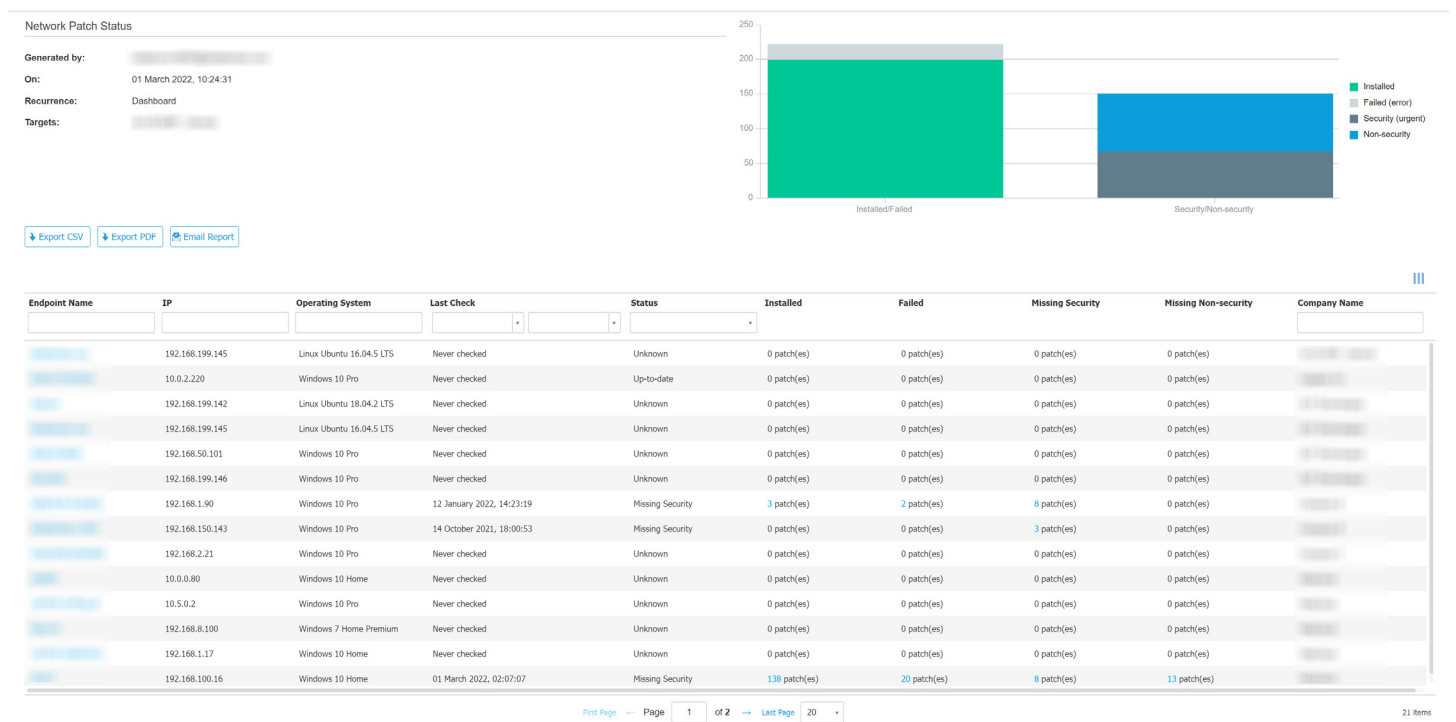 Network Patch Status
Generated by:
On: 01 March 2022, 10:24:31
Recurrence: Dashboard
Targets:
250
200
150
100
50
0
Installed/Failed Security/Non-security
Installed
Failed (error)
Security (urgent)
Non-security
Export CSV Export PDF Email Report
Endpoint Name IP Operating System Last Check Status Installed Failed Missing Security Missing Non-security Company Name
192.168.199.145 Linux Ubuntu 16.04.5 LTS Never checked Unknown 0 patch(es) 0 patch(es) 0 patch(es) 0 patch(es)
10.0.2.220 Windows 10 Pro Never checked Up-to-date 0 patch(es) 0 patch(es) 0 patch(es) 0 patch(es)
192.168.199.142 Linux Ubuntu 18.04.2 LTS Never checked Unknown 0 patch(es) 0 patch(es) 0 patch(es) 0 patch(es)
192.168.199.145 Linux Ubuntu 16.04.5 LTS Never checked Unknown 0 patch(es) 0 patch(es) 0 patch(es) 0 patch(es)
192.168.50.101 Windows 10 Pro Never checked Unknown 0 patch(es) 0 patch(es) 0 patch(es) 0 patch(es)
192.168.199.146 Windows 10 Pro Never checked Unknown 0 patch(es) 0 patch(es) 0 patch(es) 0 patch(es)
192.168.1.90 Windows 10 Pro 12 January 2022, 14:23:19 Missing Security 3 patch(es) 2 patch(es) 8 patch(es) 0 patch(es)
192.168.150.143 Windows 10 Pro 14 October 2021, 18:00:53 Missing Security 0 patch(es) 0 patch(es) 3 patch(es) 0 patch(es)
192.168.2.21 Windows 10 Pro Never checked Unknown 0 patch(es) 0 patch(es) 0 patch(es) 0 patch(es)
10.0.0.80 Windows 10 Home Never checked Unknown 0 patch(es) 0 patch(es) 0 patch(es) 0 patch(es)
10.5.0.2 Windows 10 Pro Never checked Unknown 0 patch(es) 0 patch(es) 0 patch(es) 0 patch(es)
192.168.8.100 Windows 7 Home Premium Never checked Unknown 0 patch(es) 0 patch(es) 0 patch(es) 0 patch(es)
192.168.1.17 Windows 10 Home Never checked Unknown 0 patch(es) 0 patch(es) 0 patch(es) 0 patch(es)
192.168.100.16 Windows 10 Home 01 March 2022, 02:07:07 Missing Security 138 patch(es) 20 patch(es) 8 patch(es) 13 patch(es)
First Page ← Page 1 of 2 → Last Page 20 21 items